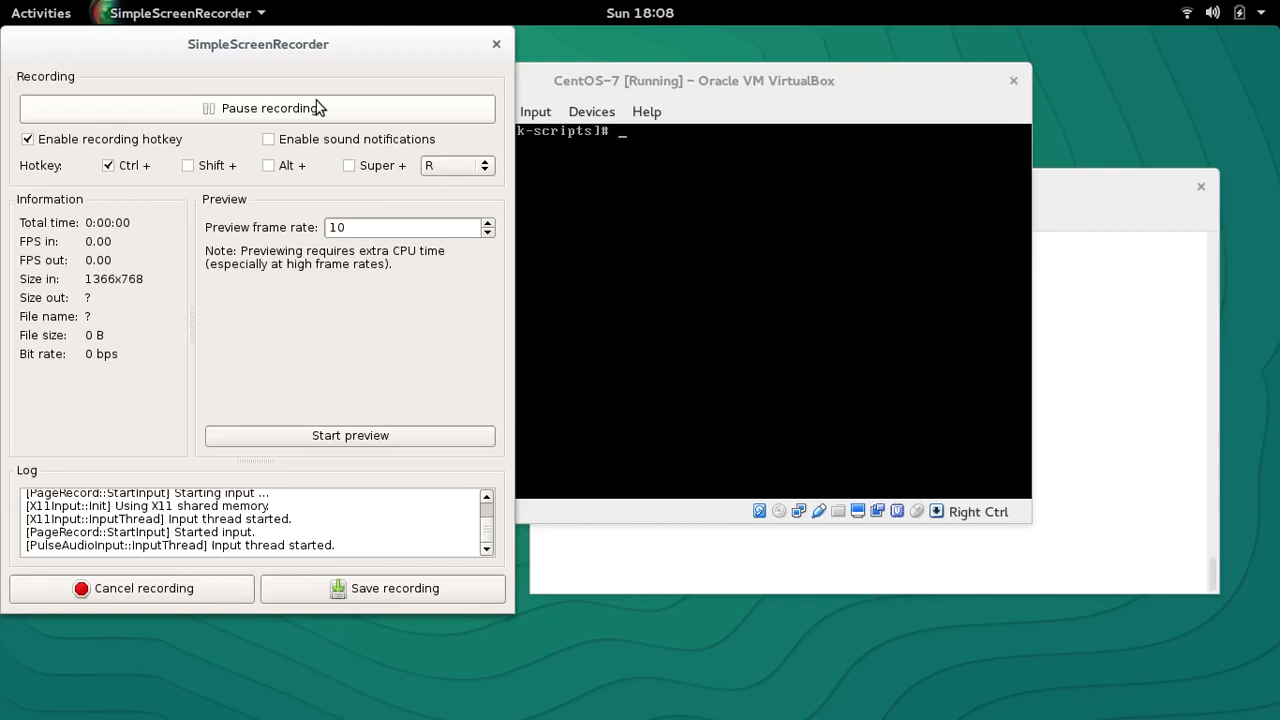 Activities SimpleScreenRecorder Sun 18:08
SimpleScreenRecorder
Recording
Pause recording
Enable recording hotkey Enable sound notifications
Hotkey: Ctrl + Shift + Alt + Super + R
Information
Total time: 0:00:00
FPS in: 0.00
FPS out: 0.00
Size in: 1366x768
Size out: ?
File name: ?
File size: 0 B
Bit rate: 0 bps
Preview
Preview frame rate: 10
Note: Previewing requires extra CPU time
(especially at high frame rates).
Start preview
Log
[PageRecord::StartInput] Starting input ...
[X11Input::Init] Using X11 shared memory.
[X11Input::InputThread] Input thread started.
[PageRecord::StartInput] Started input.
[PulseAudioInput::InputThread] Input thread started.
Cancel recording Save recording
CentOS-7 [Running] - Oracle VM VirtualBox
Input Devices Help
k-scripts]# _
Right Ctrl